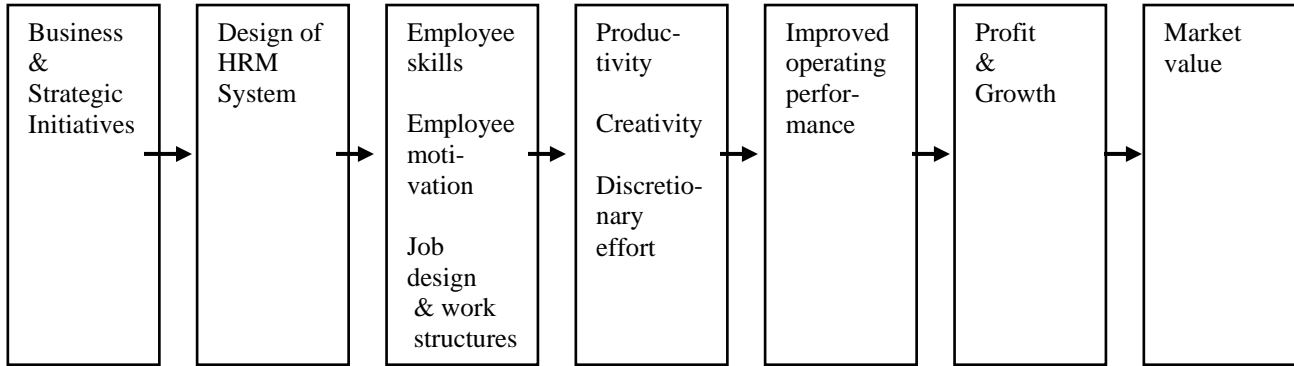 Business
&
Strategic
Initiatives
Design of
HRM
System
Employee
skills
Employee
moti-
vation
Job
design
& work
structures
Produc-
tivity
Creativity
Discretio-
nary
effort
Improved
operating
perfor-
mance
Profit
&
Growth
Market
value